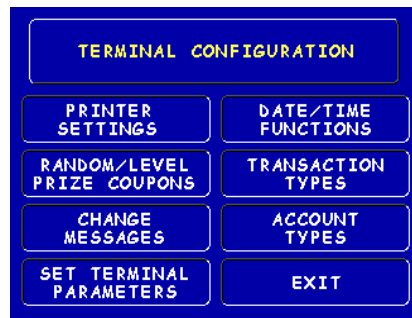 TERMINAL CONFIGURATION
PRINTER
SETTINGS
DATE/TIME
FUNCTIONS
RANDOM/LEVEL
PRIZE COUPONS
TRANSACTION
TYPES
CHANGE
MESSAGES
ACCOUNT
TYPES
SET TERMINAL
PARAMETERS
EXIT